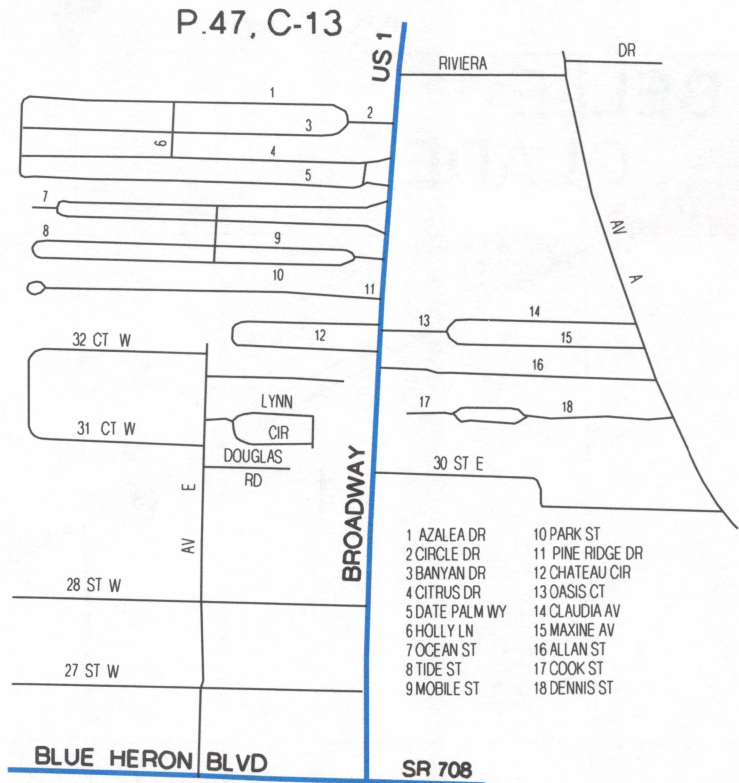 P.47, C-13
US 1
RIVIERA
DR
1
2
3
6
4
5
7
8
9
10
11
AV A
12
13
14
15
16
32 CT W
LYNN
CIR
17
18
31 CT W
DOUGLAS
RD
30 ST E
AV E
BROADWAY
28 ST W
27 ST W
1 AZALEA DR
2 CIRCLE DR
3 BANYAN DR
4 CITRUS DR
5 DATE PALM WY
6 HOLLY LN
7 OCEAN ST
8 TIDE ST
9 MOBILE ST
10 PARK ST
11 PINE RIDGE DR
12 CHATEAU CIR
13 OASIS CT
14 CLAUDIA AV
15 MAXINE AV
16 ALLAN ST
17 COOK ST
18 DENNIS ST
BLUE HERON BLVD
SR 708